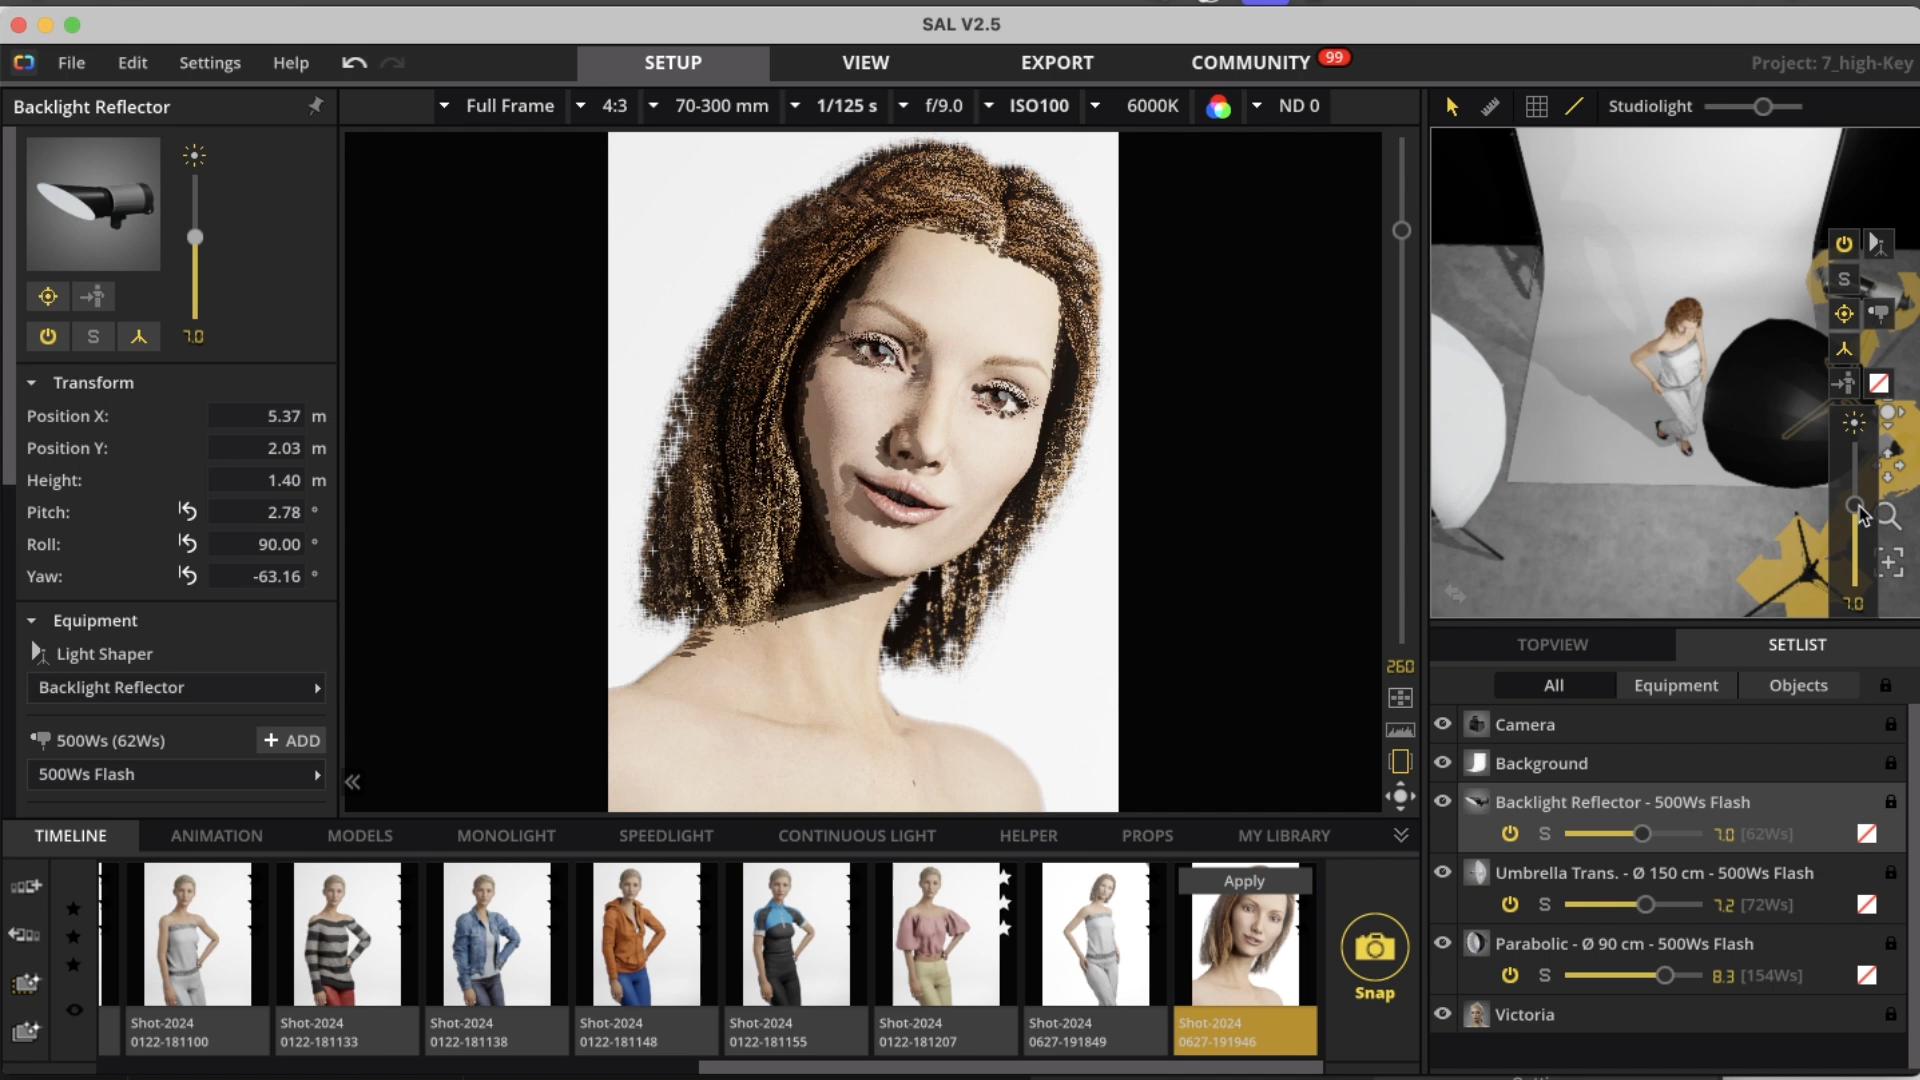 SAL V2.5
File Edit Settings Help SETUP VIEW EXPORT COMMUNITY 99 Project: 7_high-Key
Backlight Reflector Full Frame 4:3 70-300 mm 1/125 s f/9.0 ISO100 6000K ND 0 Studiolight
S
S 7.0
Transform
Position X: 5.37 m
Position Y: 2.03 m
Height: 1.40 m
Pitch: 2.78 °
Roll: 90.00 °
Yaw: -63.16 °
7.0
Equipment
Light Shaper
Backlight Reflector
500Ws (62Ws) + ADD
500Ws Flash
260
TOPVIEW SETLIST
All Equipment Objects
Camera
Background
Backlight Reflector - 500Ws Flash
S 7.0 [62Ws]
Umbrella Trans. - Ø 150 cm - 500Ws Flash
S 7.2 [72Ws]
Parabolic - Ø 90 cm - 500Ws Flash
S 8.3 [154Ws]
Victoria
TIMELINE ANIMATION MODELS MONOLIGHT SPEEDLIGHT CONTINUOUS LIGHT HELPER PROPS MY LIBRARY
Apply
Snap
Shot-2024
0122-181100
Shot-2024
0122-181133
Shot-2024
0122-181138
Shot-2024
0122-181148
Shot-2024
0122-181155
Shot-2024
0122-181207
Shot-2024
0627-191849
Shot-2024
0627-191946